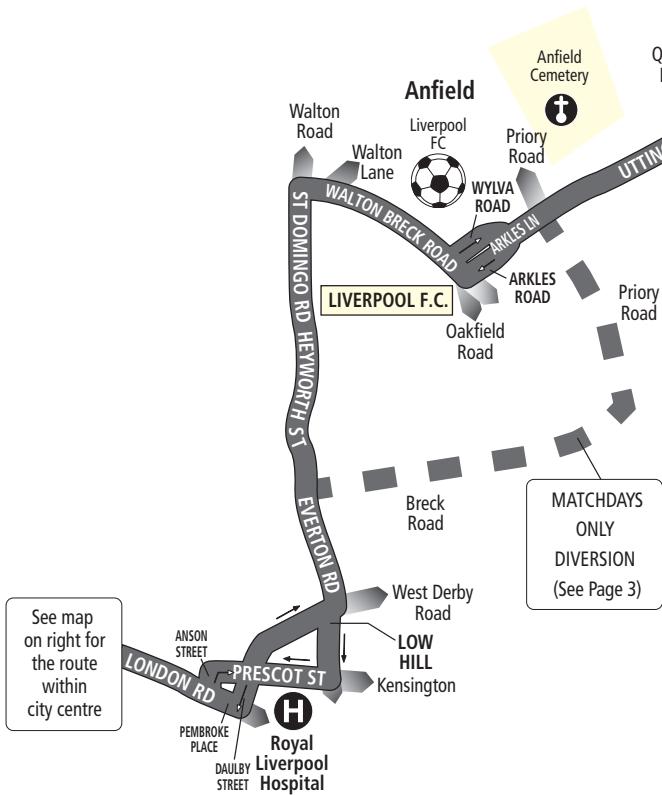 Anfield
Cemetery
Anfield
Liverpool
FC
Walton
Road
Walton
Lane
Priory
Road
WYLVA
ROAD
UTTING
WALTON BRECK ROAD
ARKLES LN
ARKLES
ROAD
ST DOMINGO RD
LIVERPOOL F.C.
Oakfield
Road
Priory
Road
HEYWORTH ST
Breck
Road
MATCHDAYS
ONLY
DIVERSION
(See Page 3)
EVERTON RD
West Derby
Road
See map
on right for
the route
within
city centre
ANSON
STREET
LOW
HILL
LONDON RD
PRESCOT ST
Kensington
PEMBROKE
PLACE
DAULBY
STREET
H
Royal
Liverpool
Hospital